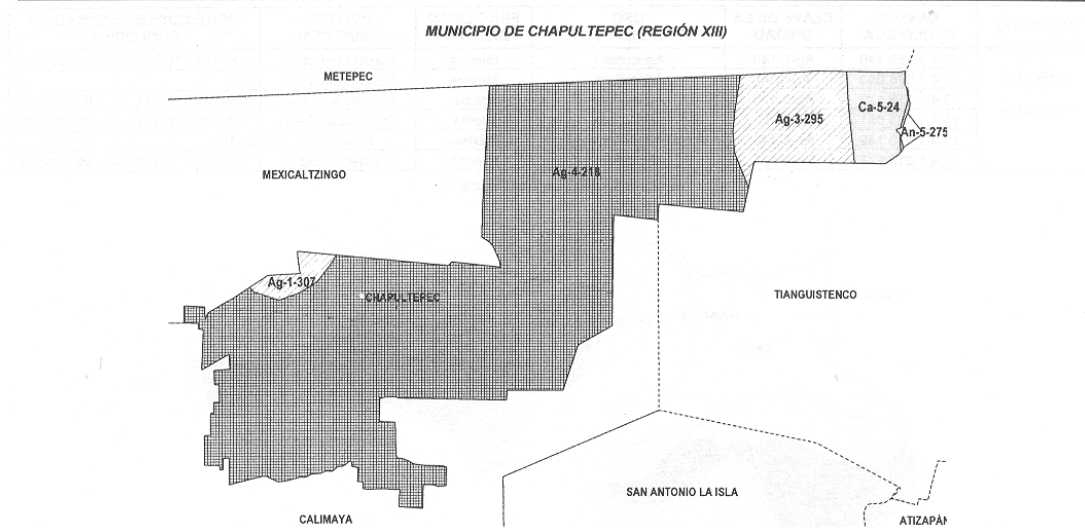 MUNICIPIO DE CHAPULTEPEC (REGIÓN XIII)
METEPEC
Ca-5-24
Ag-3-295
An-5-275
MEXICALTZINGO
Ag-4-218
Ag-1-307
CHAPULTEPEC
TIANGUISTENCO
SAN ANTONIO LA ISLA
CALIMAYA
ATIZAPÁN